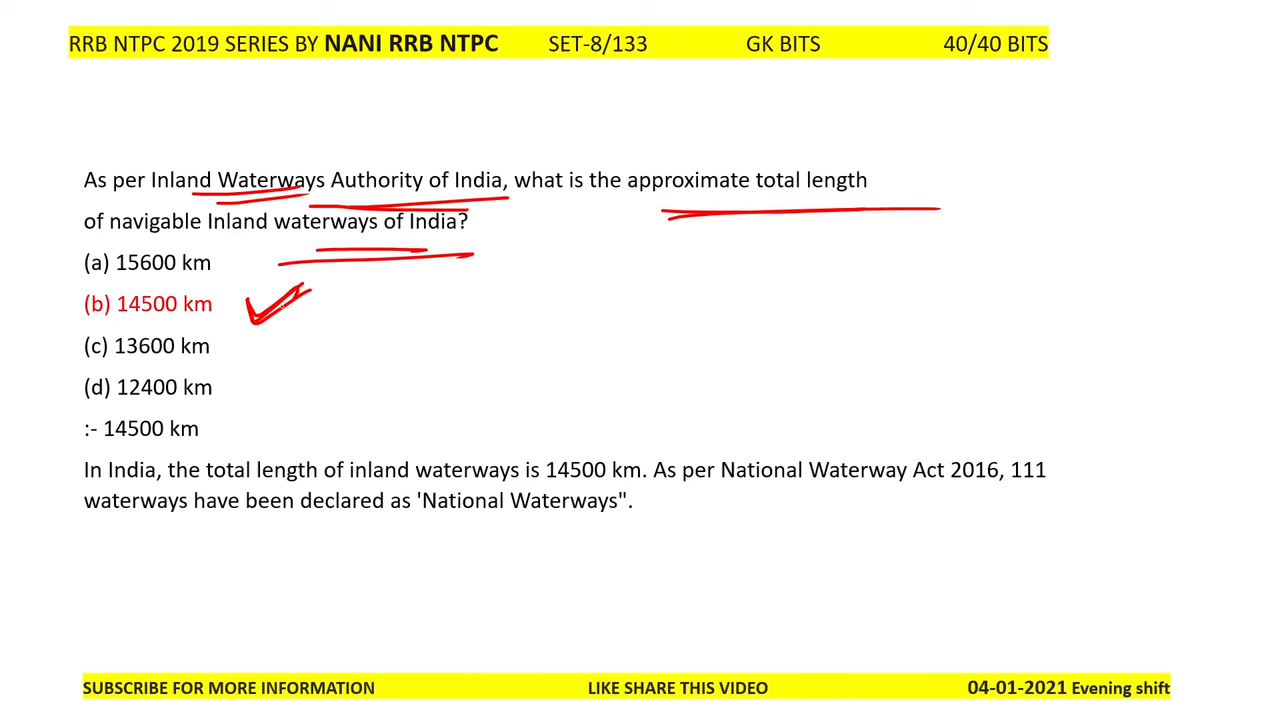 RRB NTPC 2019 SERIES BY NANI RRB NTPC SET-8/133 GK BITS 40/40 BITS
As per Inland Waterways Authority of India, what is the approximate total length
of navigable Inland waterways of India?
(a) 15600 km
(b) 14500 km
(c) 13600 km
(d) 12400 km
:- 14500 km
In India, the total length of inland waterways is 14500 km. As per National Waterway Act 2016, 111
waterways have been declared as 'National Waterways".
SUBSCRIBE FOR MORE INFORMATION LIKE SHARE THIS VIDEO 04-01-2021 Evening shift